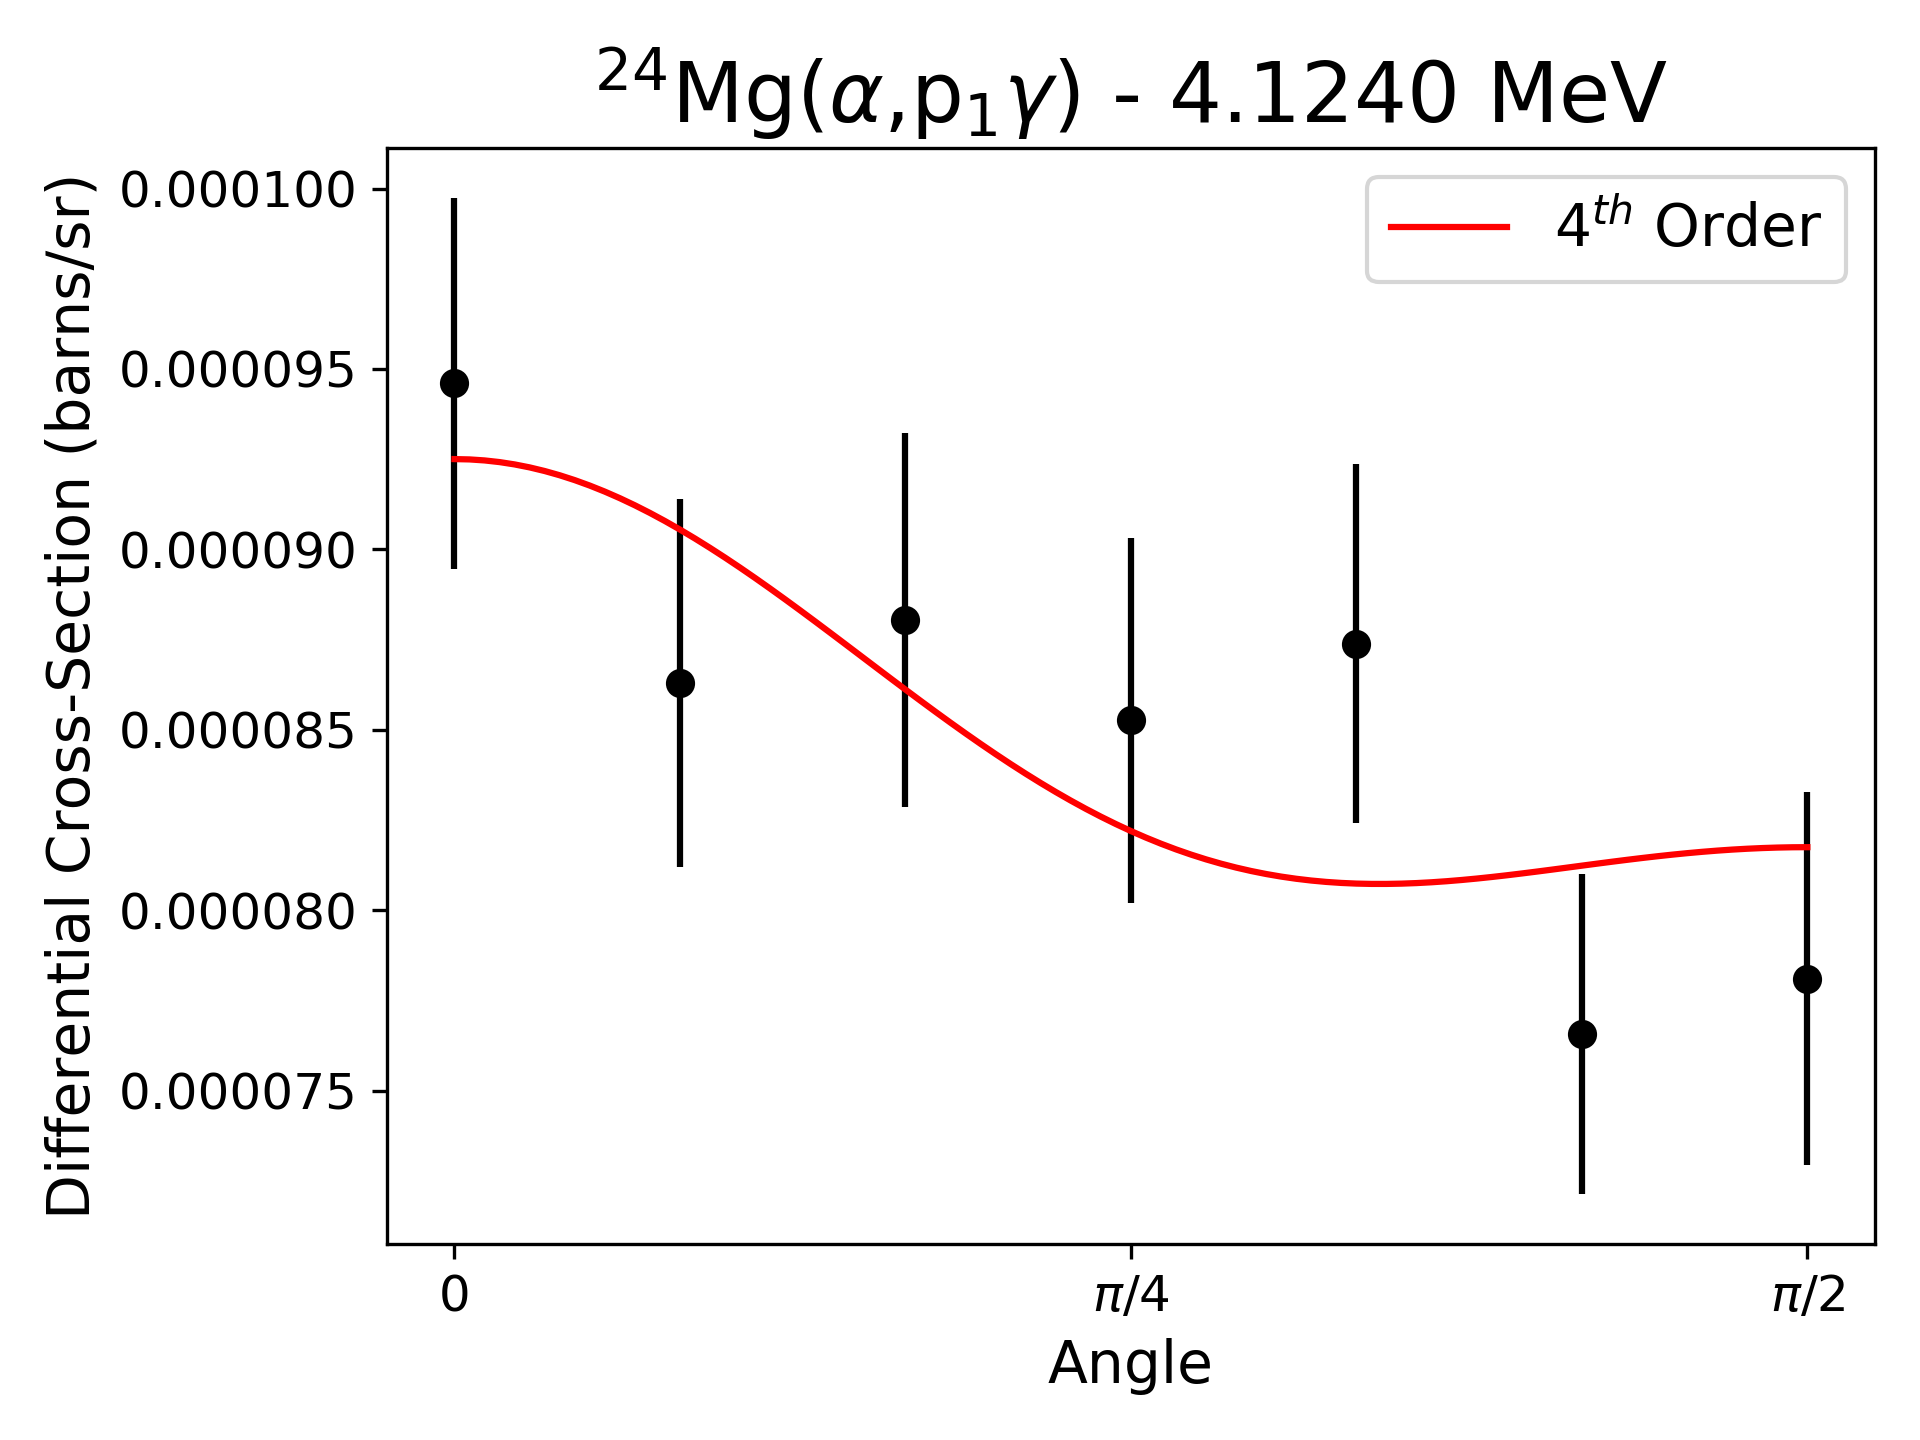 ²⁴Mg(α,p₁γ) - 4.1240 MeV
4ᵗʰ Order
Differential Cross-Section (barns/sr)
0.000100
0.000095
0.000090
0.000085
0.000080
0.000075
0 π/4 π/2
Angle